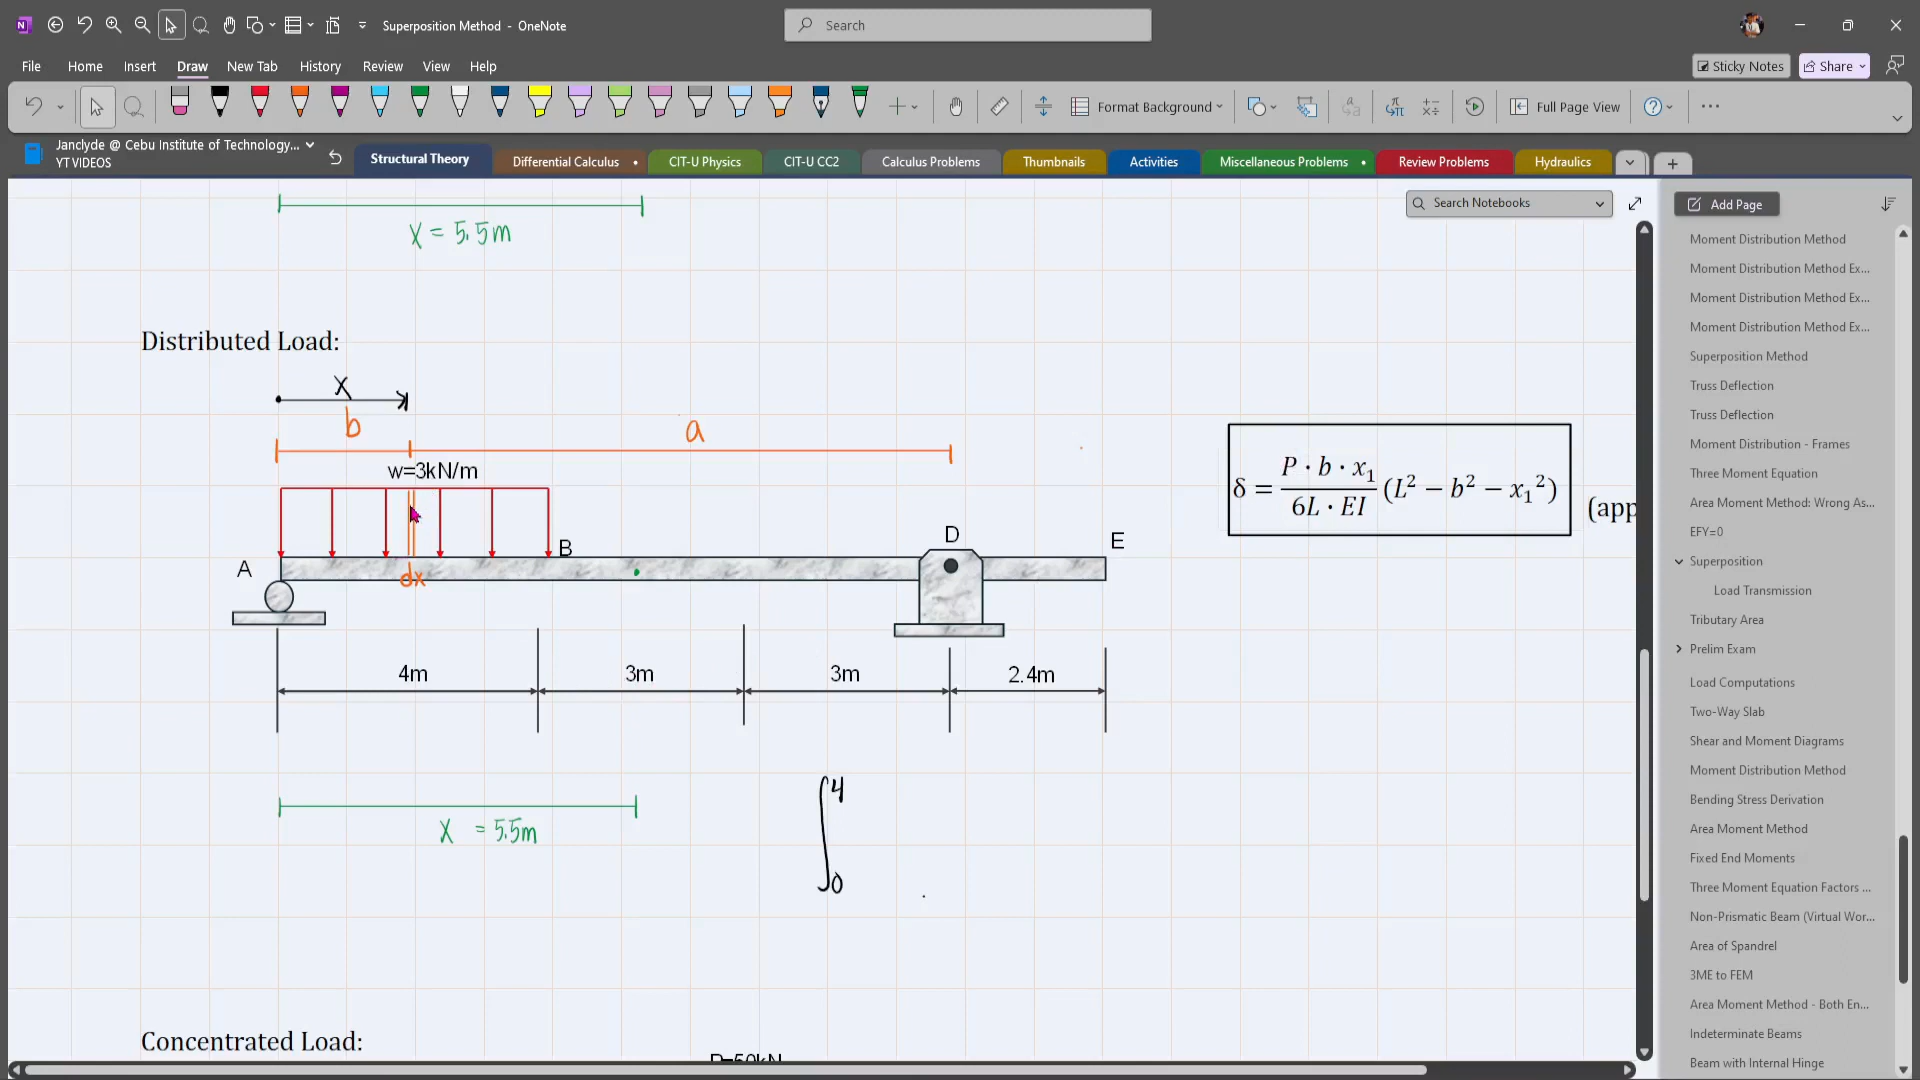 Superposition Method - OneNote
Search
File Home Insert Draw New Tab History Review View Help
Sticky Notes Share
Format Background Full Page View
Janclyde @ Cebu Institute of Technology...
YT VIDEOS
Structural Theory Differential Calculus CIT-U Physics CIT-U CC2 Calculus Problems Thumbnails Activities Miscellaneous Problems Review Problems Hydraulics
Search Notebooks
Add Page
X = 5.5m
Distributed Load:
X
b
a
w=3kN/m
A
B
D
E
dx
4m 3m 3m 2.4m
X = 5.5m
∫₀⁴
δ = P · b · x₁ / 6L · EI (L² − b² − x₁²)
(app
Concentrated Load:
P=50kN
Moment Distribution Method
Moment Distribution Method Ex...
Moment Distribution Method Ex...
Moment Distribution Method Ex...
Superposition Method
Truss Deflection
Truss Deflection
Moment Distribution - Frames
Three Moment Equation
Area Moment Method: Wrong As...
EFY=0
Superposition
Load Transmission
Tributary Area
Prelim Exam
Load Computations
Two-Way Slab
Shear and Moment Diagrams
Moment Distribution Method
Bending Stress Derivation
Area Moment Method
Fixed End Moments
Three Moment Equation Factors ...
Non-Prismatic Beam (Virtual Wor...
Area of Spandrel
3ME to FEM
Area Moment Method - Both En...
Indeterminate Beams
Beam with Internal Hinge